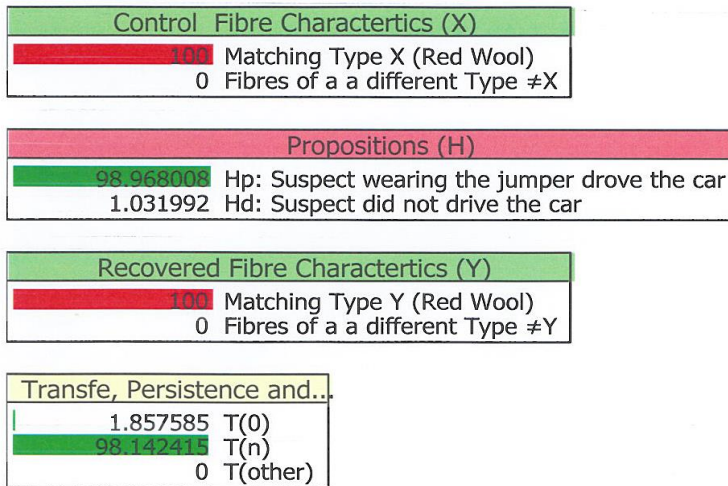 Control Fibre Charactertics (X)
100 Matching Type X (Red Wool)
0 Fibres of a a different Type ≠X
Propositions (H)
98.968008 Hp: Suspect wearing the jumper drove the car
1.031992 Hd: Suspect did not drive the car
Recovered Fibre Charactertics (Y)
100 Matching Type Y (Red Wool)
0 Fibres of a a different Type ≠Y
Transfe, Persistence and...
1.857585 T(0)
98.142415 T(n)
0 T(other)